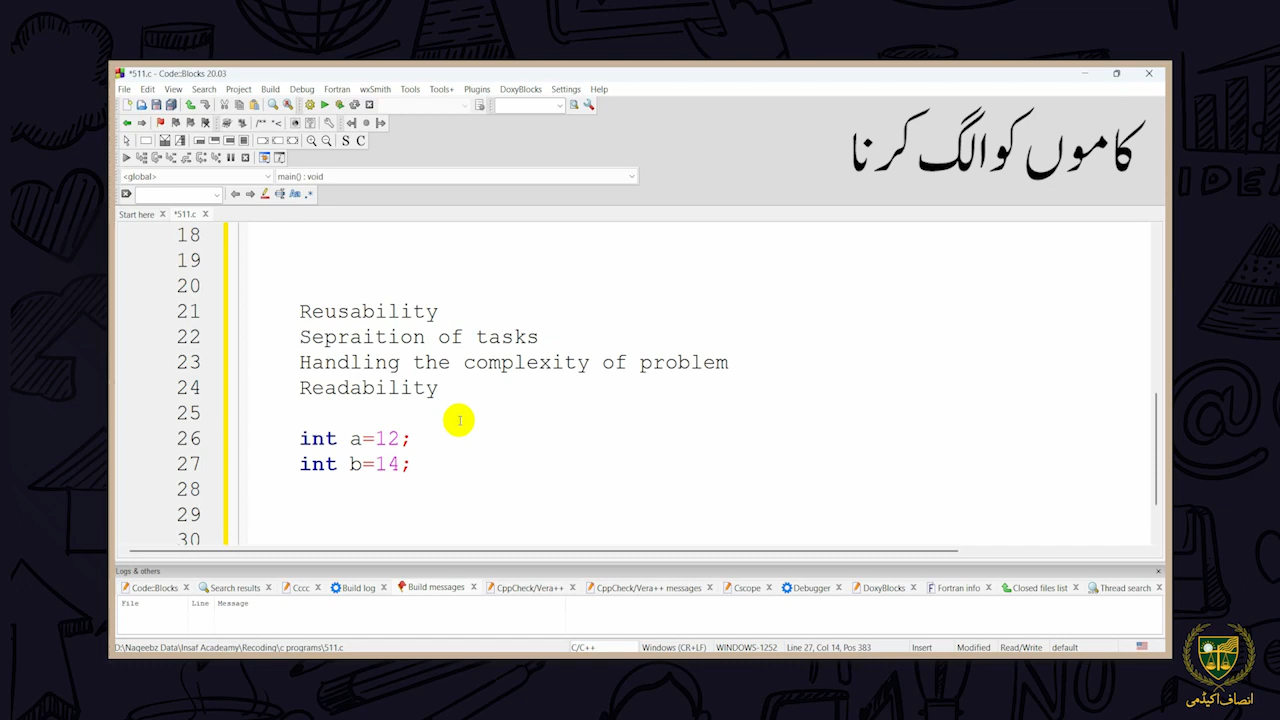 *511.c - Code::Blocks 20.03
File Edit View Search Project Build Debug Fortran wxSmith Tools Tools+ Plugins DoxyBlocks Settings Help
کاموں کو الگ کرنا
S C
<global> main() : void
Start here *511.c
18
19
20
21 Reusability
22 Sepraition of tasks
23 Handling the complexity of problem
24 Readability
25
26 int a=12;
27 int b=14;
28
29
30
Logs & others
Code::Blocks Search results Cccc Build log Build messages CppCheck/Vera++ CppCheck/Vera++ messages Cscope Debugger DoxyBlocks Fortran info Closed files list Thread search
File Line Message
D:\Naqeebz Data\Insaf Acadeamy\Recoding\c programs\511.c C/C++ Windows (CR+LF) WINDOWS-1252 Line 27, Col 14, Pos 383 Insert Modified Read/Write default
انصاف اکیڈمی
IDEA